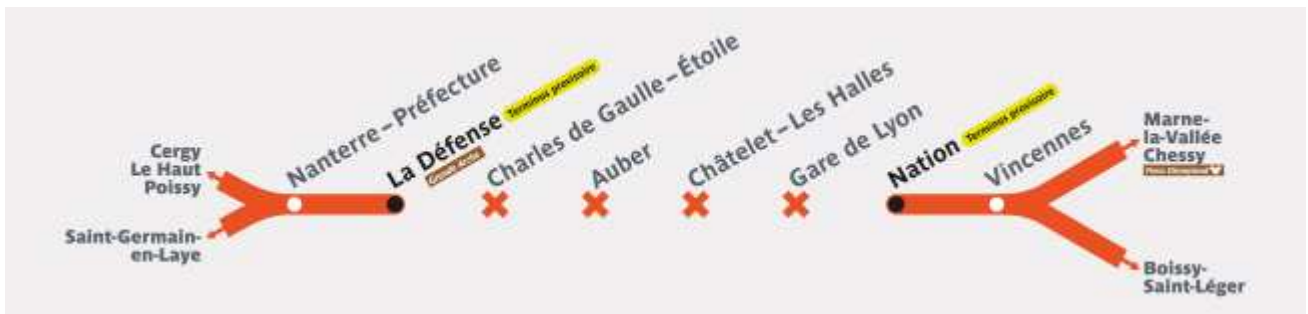 Cergy
Le Haut
Poissy
Saint-Germain-
en-Laye
Nanterre – Préfecture
La Défense
Terminus provisoire
Grande Arche
Charles de Gaulle – Étoile
Auber
Châtelet – Les Halles
Gare de Lyon
Nation
Terminus provisoire
Vincennes
Marne-
la-Vallée
Chessy
Boissy-
Saint-Léger